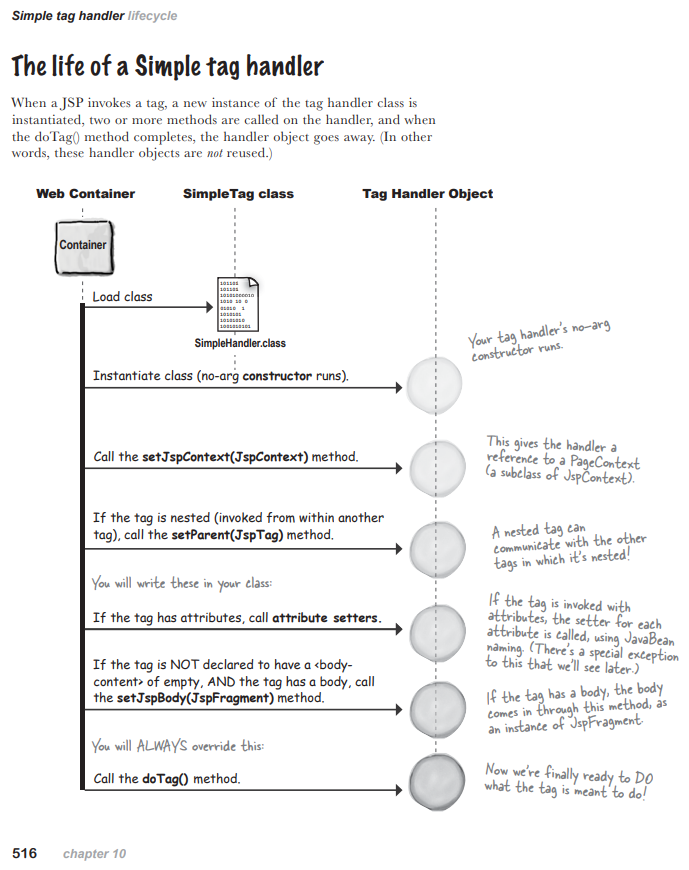 Simple tag handler lifecycle
The life of a Simple tag handler
When a JSP invokes a tag, a new instance of the tag handler class is
instantiated, two or more methods are called on the handler, and when
the doTag() method completes, the handler object goes away. (In other
words, these handler objects are not reused.)
Web Container
SimpleTag class
Tag Handler Object
Container
Load class
101101
101101
10101000010
1010 10 0
01010 1
1010101
10101010
1001010101
SimpleHandler.class
Your tag handler's no-arg
constructor runs.
Instantiate class (no-arg constructor runs).
Call the setJspContext(JspContext) method.
This gives the handler a
reference to a PageContext
(a subclass of JspContext).
If the tag is nested (invoked from within another
tag), call the setParent(JspTag) method.
A nested tag can
communicate with the other
tags in which it's nested!
You will write these in your class:
If the tag has attributes, call attribute setters.
If the tag is invoked with
attributes, the setter for each
attribute is called, using JavaBean
naming. (There's a special exception
to this that we'll see later.)
If the tag is NOT declared to have a <body-
content> of empty, AND the tag has a body, call
the setJspBody(JspFragment) method.
If the tag has a body, the body
comes in through this method, as
an instance of JspFragment.
You will ALWAYS override this:
Call the doTag() method.
Now we're finally ready to DO
what the tag is meant to do!
516 chapter 10